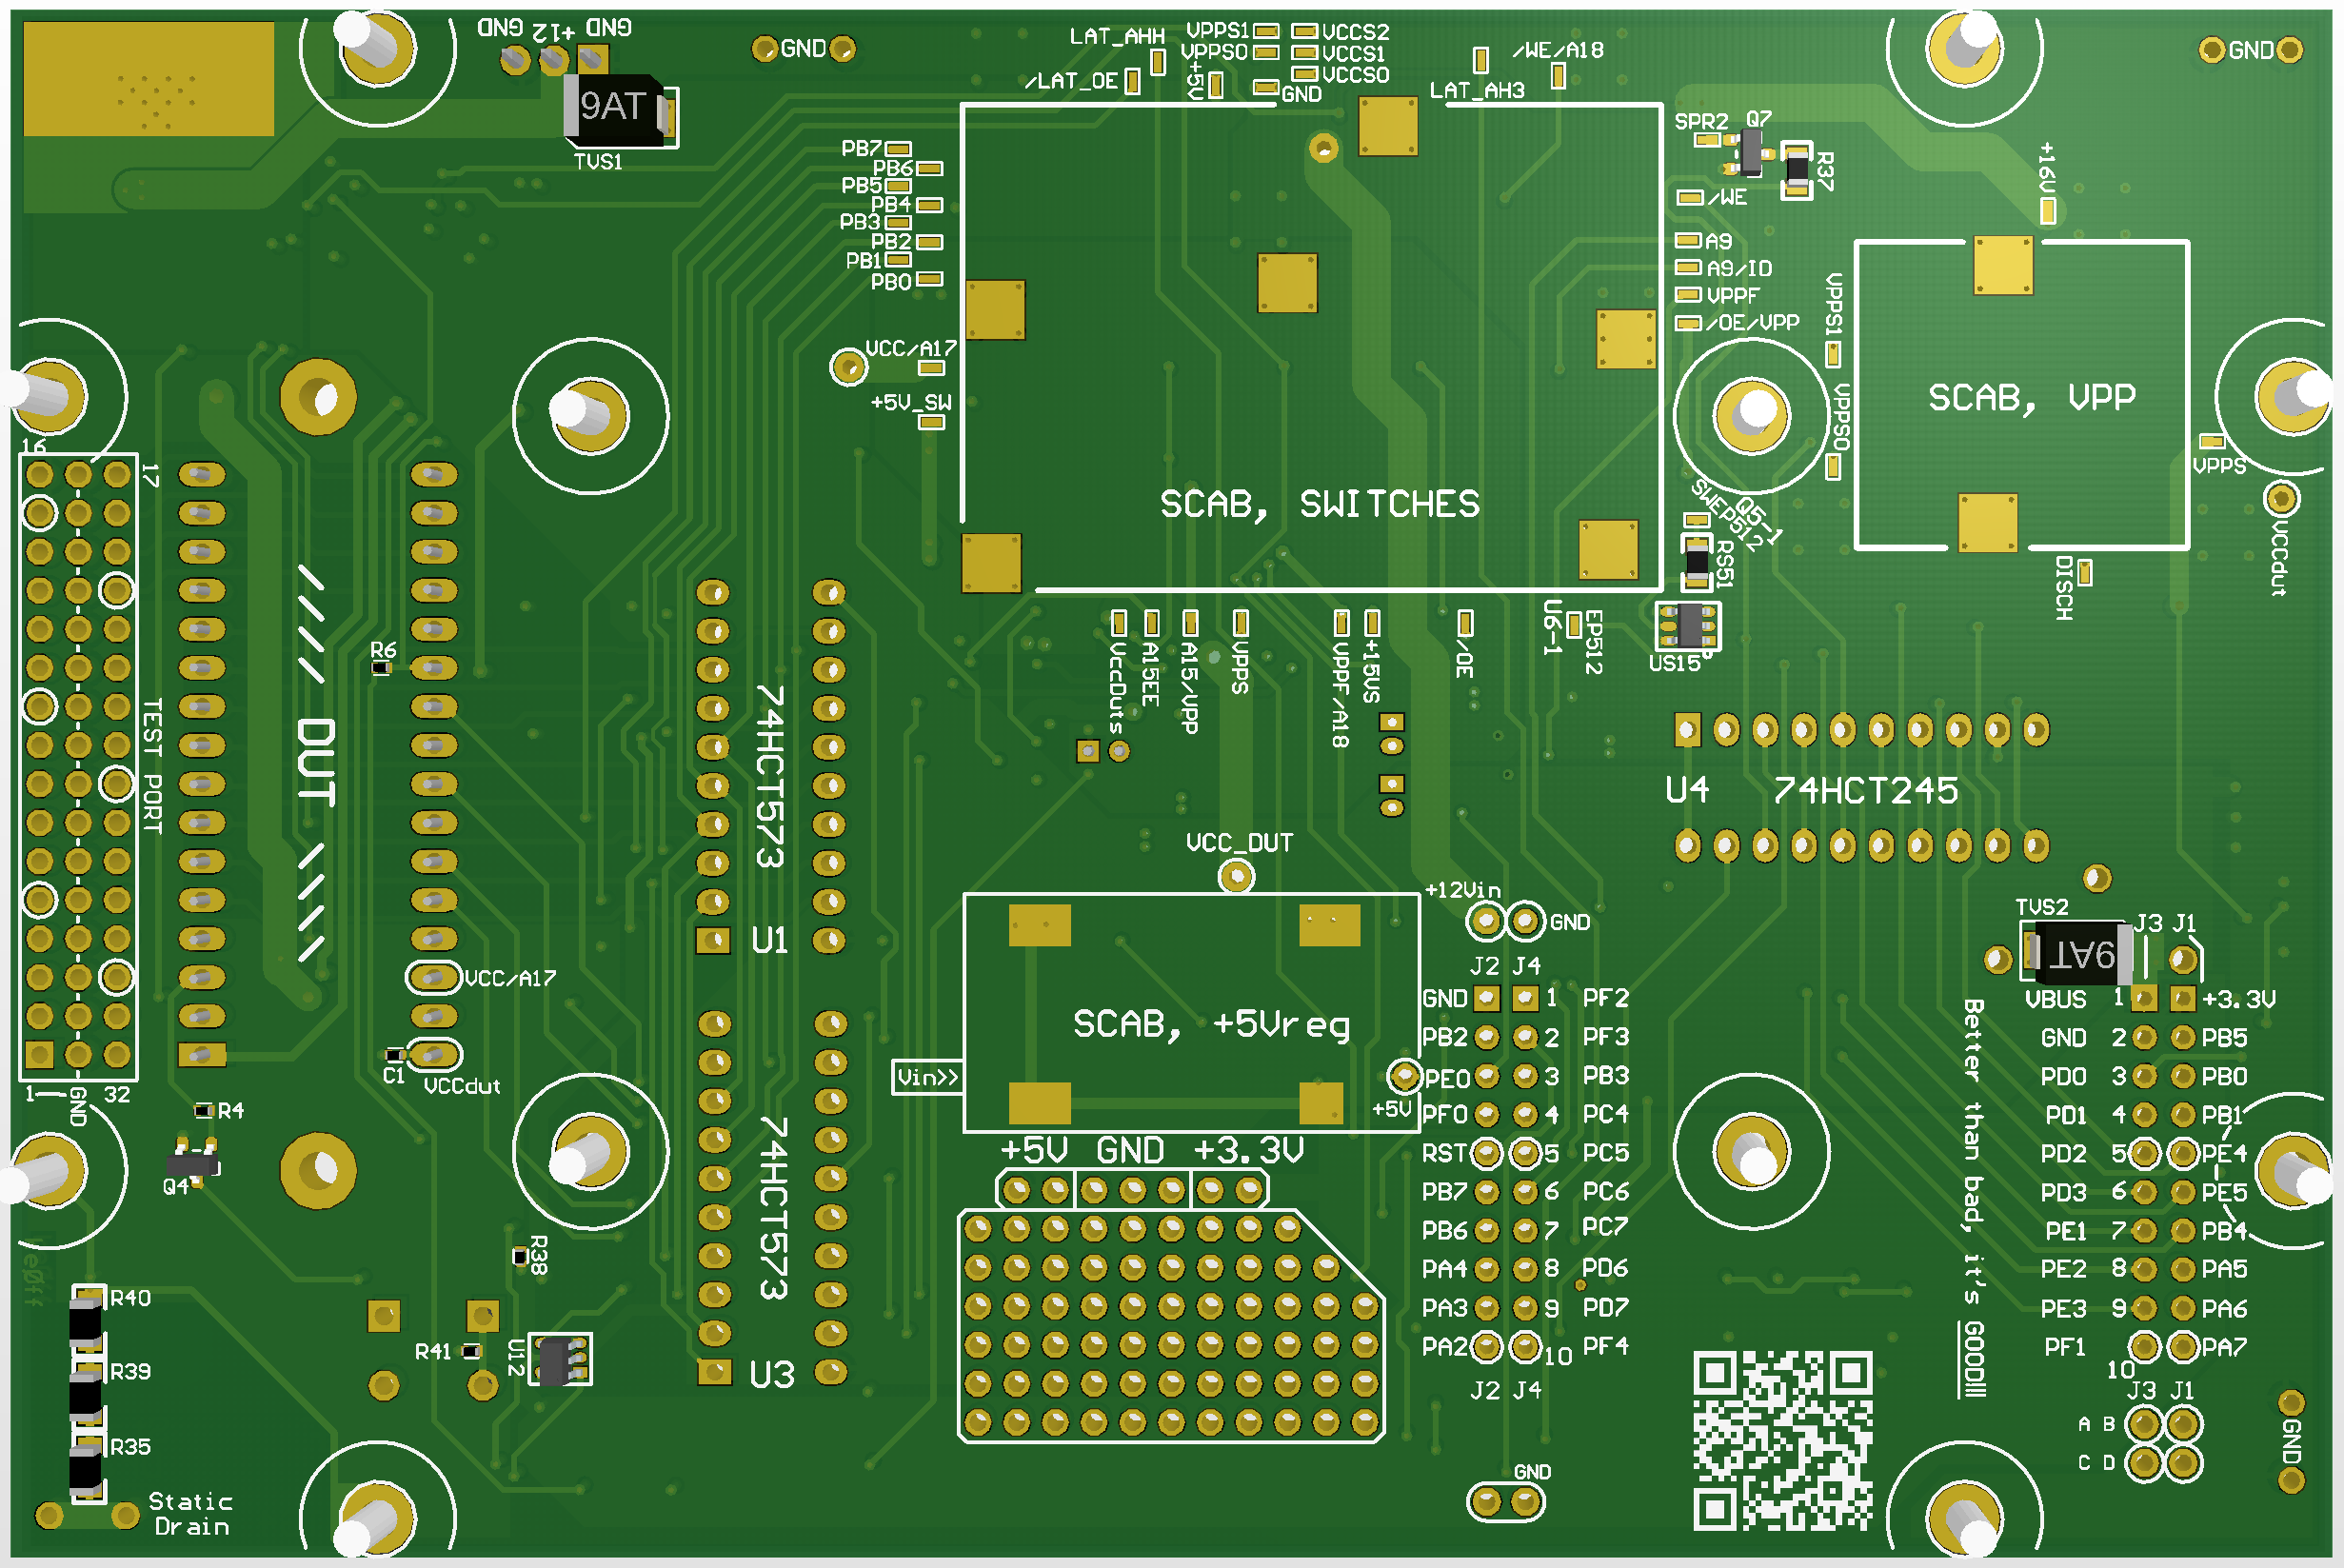 GND +12 GND
GND
LAT_AHH
/LAT_OE
VPPS1
VPPS0
+5V
VCCS2
VCCS1
VCCS0
GND
LAT_AH3
/WE/A18
GND
9AT
TVS1
PB7
PB6
PB5
PB4
PB3
PB2
PB1
PB0
VCC/A17
+5V_SW
SPR2
Q7
R37
/WE
A9
A9/ID
VPPF
/OE/VPP
+16V
VPPS1
VPPS0
SCAB, VPP
VPPS
VCCdut
DISCH
SCAB, SWITCHES
SWEP512
Q5-1
RS51
US15
VccDuts
A15EE
A15/VPP
VPPS
VPPF/A18
+15VS
/OE
U6-1
EP512
16
17
TEST PORT
DUT
R6
VCC/A17
C1
VCCdut
1
GND
32
R4
Q4
74HCT573
U1
74HCT573
U3
U4
74HCT245
VCC_DUT
SCAB, +5Vreg
Vin>>
+5V
+12Vin
GND
J2 J4
GND 1 PF2
PB2 2 PF3
PE0 3 PB3
PF0 4 PC4
RST 5 PC5
PB7 6 PC6
PB6 7 PC7
PA4 8 PD6
PA3 9 PD7
PA2 10 PF4
J2 J4
GND
+5V GND +3.3V
TVS2
9AT
J3 J1
VBUS 1 +3.3V
GND 2 PB5
PD0 3 PB0
PD1 4 PB1
PD2 5 PE4
PD3 6 PE5
PE1 7 PB4
PE2 8 PA5
PE3 9 PA6
PF1 10 PA7
J3 J1
A B
C D
GND
Better than bad, it's GOOD!!!
R38
R41
U12
R40
R39
R35
Static
Drain